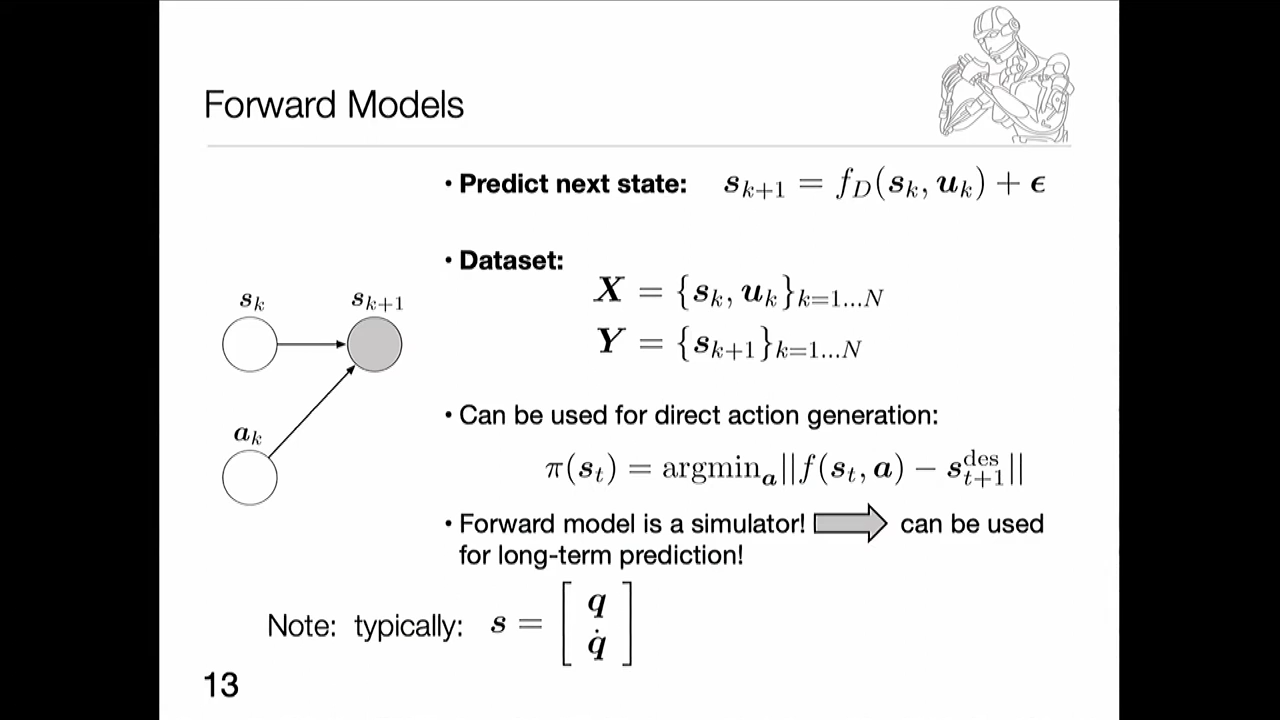 Forward Models
• Predict next state: s_{k+1} = f_D(s_k, u_k) + ϵ
• Dataset:
X = {s_k, u_k}_{k=1...N}
Y = {s_{k+1}}_{k=1...N}
s_k
s_{k+1}
a_k
• Can be used for direct action generation:
π(s_t) = argmin_a||f(s_t, a) − s_{t+1}^{des}||
• Forward model is a simulator! can be used
for long-term prediction!
Note: typically: s = [ q
q̇ ]
13